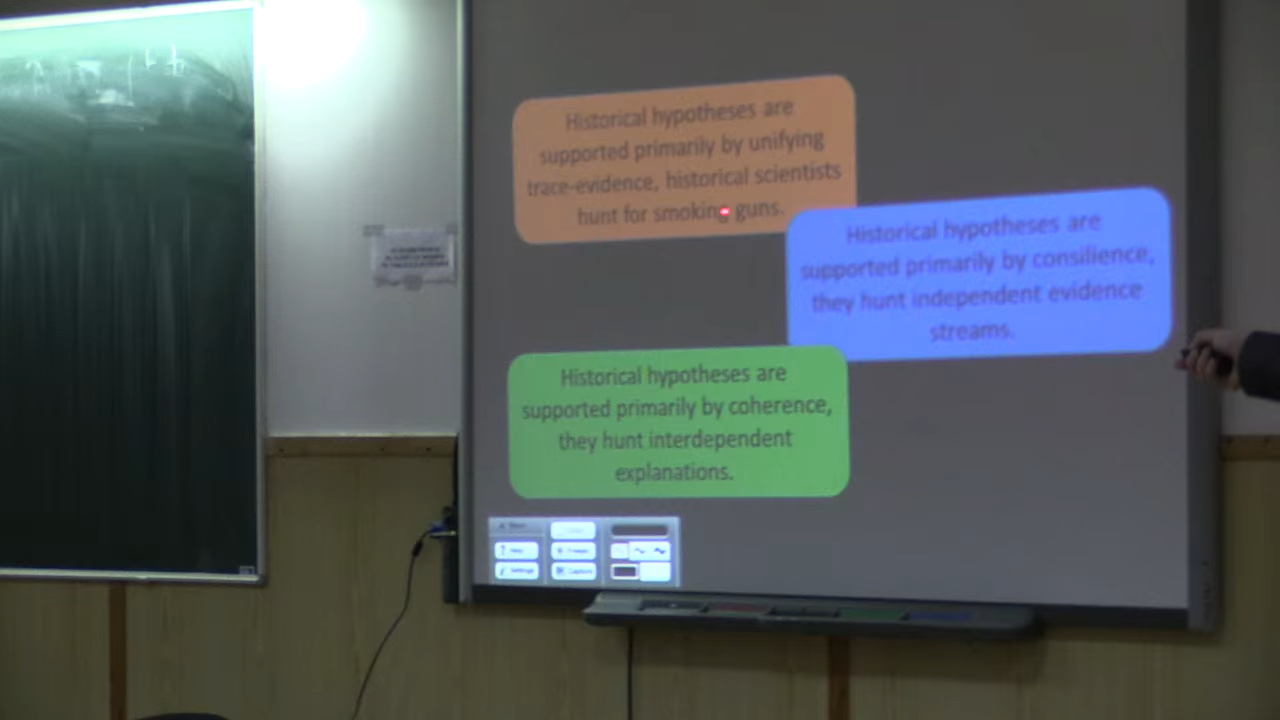 Historical hypotheses are
supported primarily by unifying
trace-evidence, historical scientists
hunt for smoking guns.
Historical hypotheses are
supported primarily by consilience,
they hunt independent evidence
streams.
Historical hypotheses are
supported primarily by coherence,
they hunt interdependent
explanations.
Settings
Capture